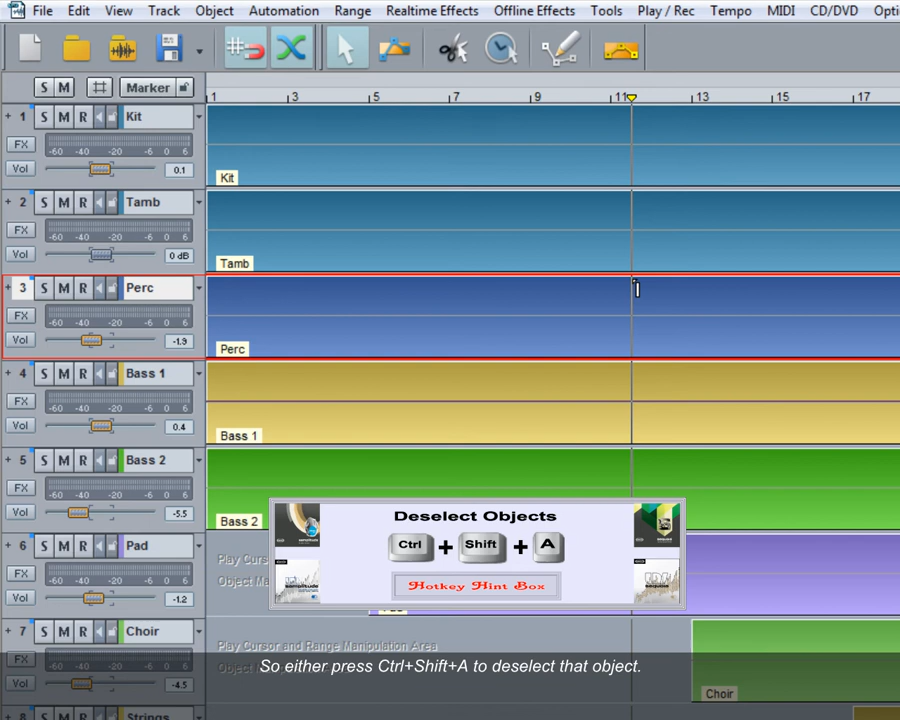 File Edit View Track Object Automation Range Realtime Effects Offline Effects Tools Play / Rec Tempo MIDI CD/DVD Opti
S M Marker
1 3 5 7 9 11 13 15 17
+ 1 S M R Kit
FX -60 -40 -20 -6 0 6
Vol 0.1
Kit
+ 2 S M R Tamb
FX -60 -40 -20 -6 0 6
Vol 0 dB
Tamb
+ 3 S M R Perc
FX -60 -40 -20 -6 0 6
Vol -1.9
Perc
+ 4 S M R Bass 1
FX -60 -40 -20 -6 0 6
Vol 0.4
Bass 1
+ 5 S M R Bass 2
FX -60 -40 -20 -6 0 6
Vol -5.5
Bass 2
Deselect Objects
Ctrl + Shift + A
Hotkey Hint Box
+ 6 S M R Pad
Play Curs
FX -60 -40 -20 -6 0 6
Object Ma
Vol -1.2
+ 7 S M R Choir
Play Cursor and Range Manipulation Area
FX -60 -40 -20 -6 0 6
So either press Ctrl+Shift+A to deselect that object.
Vol -4.5
Choir
+ 8 S M R Strings